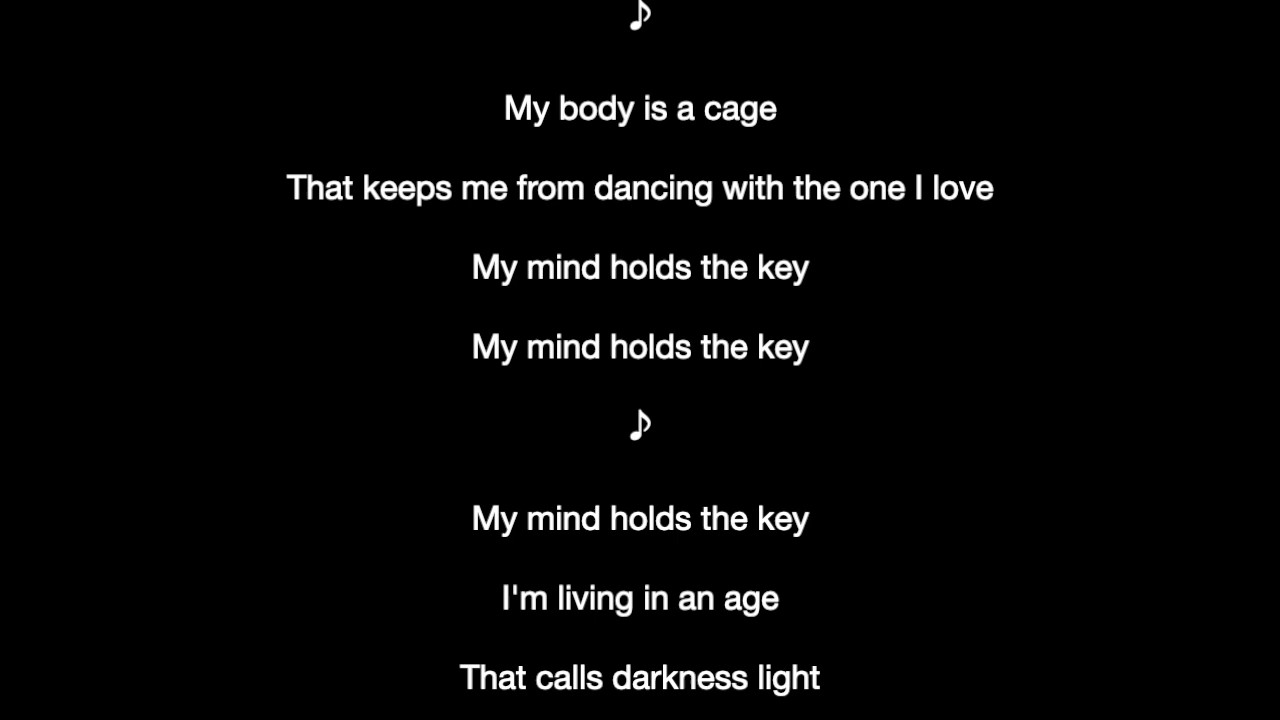 ♪
My body is a cage
That keeps me from dancing with the one I love
My mind holds the key
My mind holds the key
♪
My mind holds the key
I'm living in an age
That calls darkness light